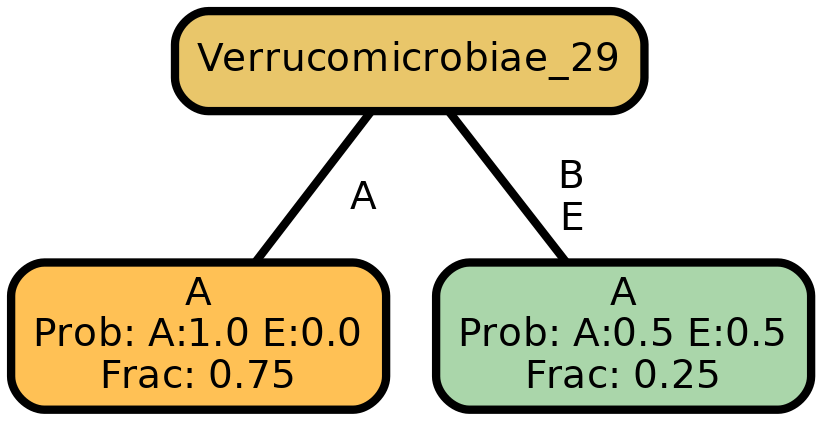 Verrucomicrobiae_29
A
B
E
A
Prob: A:1.0 E:0.0
Frac: 0.75
A
Prob: A:0.5 E:0.5
Frac: 0.25